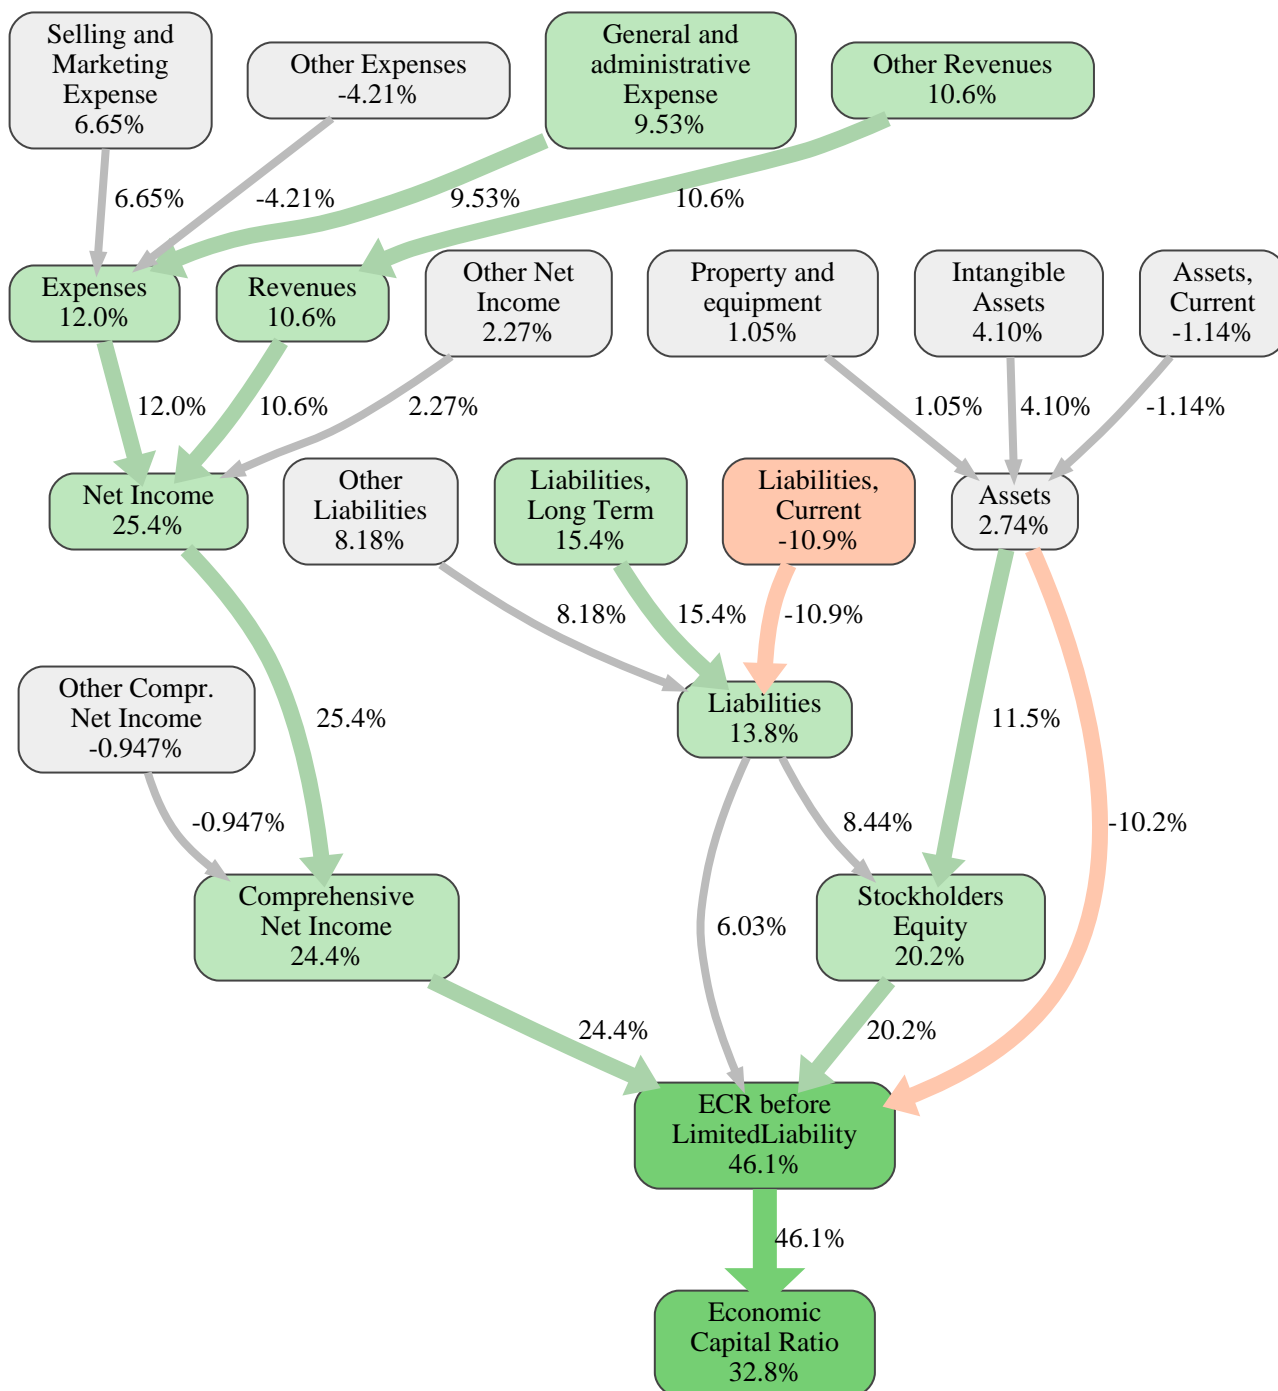 Selling and
Marketing
Expense
6.65%
Other Expenses
-4.21%
General and
administrative
Expense
9.53%
Other Revenues
10.6%
6.65%
-4.21%
9.53%
10.6%
Expenses
12.0%
Revenues
10.6%
Other Net
Income
2.27%
Property and
equipment
1.05%
Intangible
Assets
4.10%
Assets,
Current
-1.14%
12.0%
10.6%
2.27%
1.05%
4.10%
-1.14%
Net Income
25.4%
Other
Liabilities
8.18%
Liabilities,
Long Term
15.4%
Liabilities,
Current
-10.9%
Assets
2.74%
8.18%
15.4%
-10.9%
Other Compr.
Net Income
-0.947%
25.4%
Liabilities
13.8%
11.5%
-0.947%
8.44%
-10.2%
Comprehensive
Net Income
24.4%
6.03%
Stockholders
Equity
20.2%
24.4%
20.2%
ECR before
LimitedLiability
46.1%
46.1%
Economic
Capital Ratio
32.8%